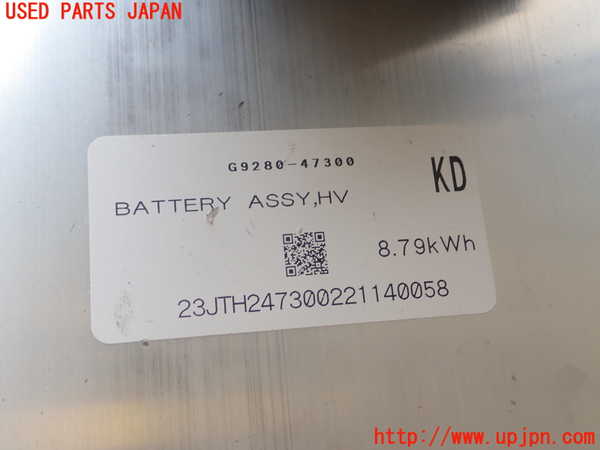 USED PARTS JAPAN
G9280-47300
KD
BATTERY ASSY,HV
8.79kWh
23JTH247300221140058
http://www.upjpn.com